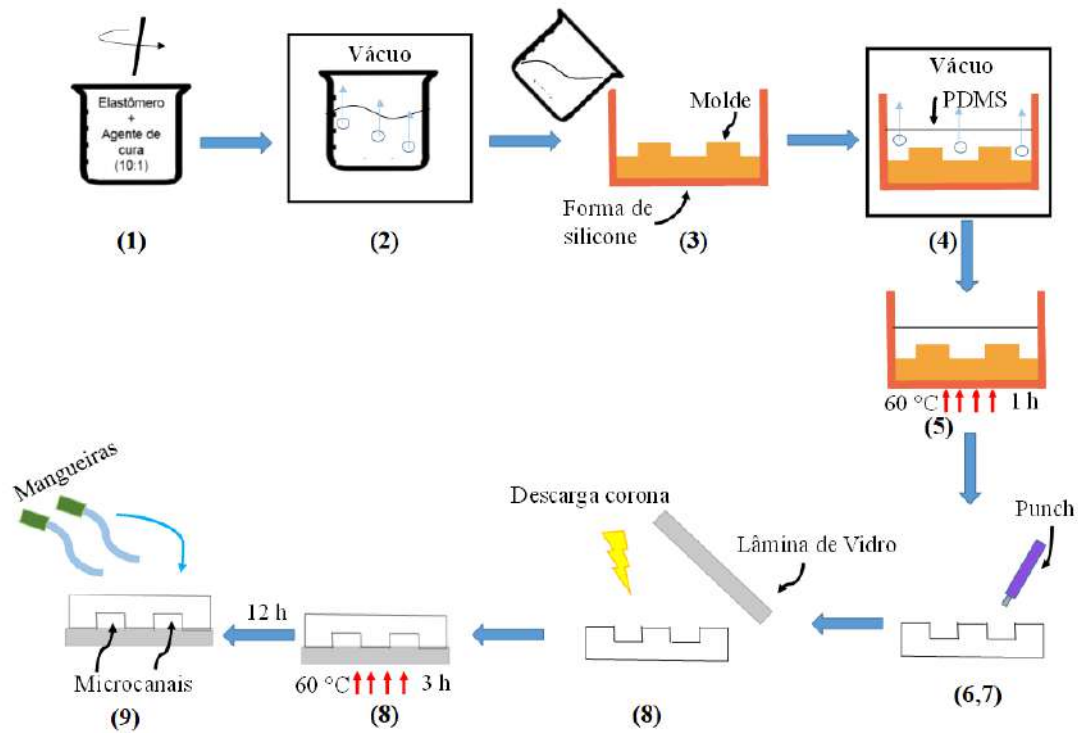 Elastômero
+
Agente de
cura
(10:1)
(1)
Vácuo
(2)
Molde
Forma de
silicone
(3)
Vácuo
PDMS
(4)
60 °C
1 h
(5)
Punch
(6,7)
Descarga corona
Lâmina de Vidro
(8)
60 °C
3 h
(8)
12 h
Mangueiras
Microcanais
(9)